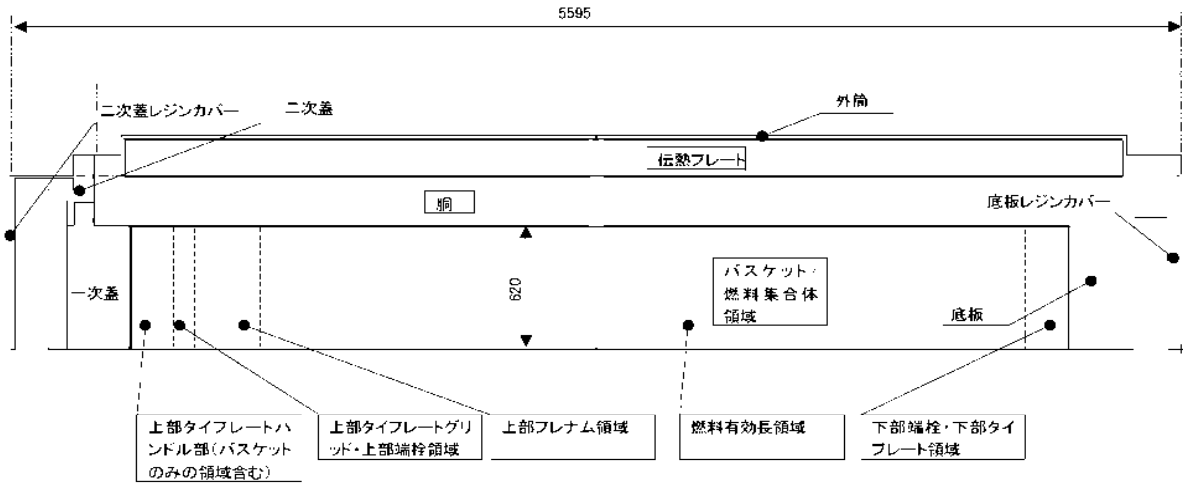 5595
二次蓋レジンカバー
二次蓋
外筒
伝熱プレート
胴
底板レジンカバー
一次蓋
620
バスケット・
燃料集合体
領域
底板
上部タイプレートハ
ンドル部(バスケット
のみの領域含む)
上部タイプレートグリ
ッド・上部端栓領域
上部プレナム領域
燃料有効長領域
下部端栓・下部タイ
プレート領域